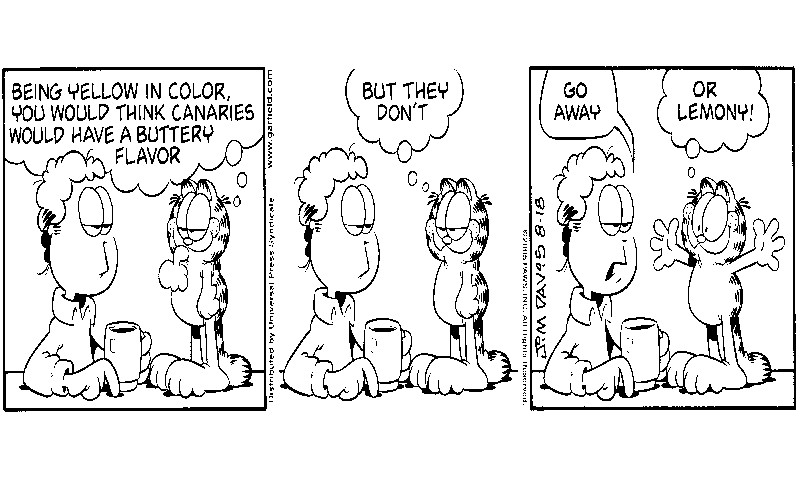 BEING YELLOW IN COLOR,
YOU WOULD THINK CANARIES
WOULD HAVE A BUTTERY
FLAVOR
www.garfield.com
Distributed by Universal Press Syndicate
BUT THEY
DON'T
GO
AWAY
OR
LEMONY!
JIM DAVIS 8-18